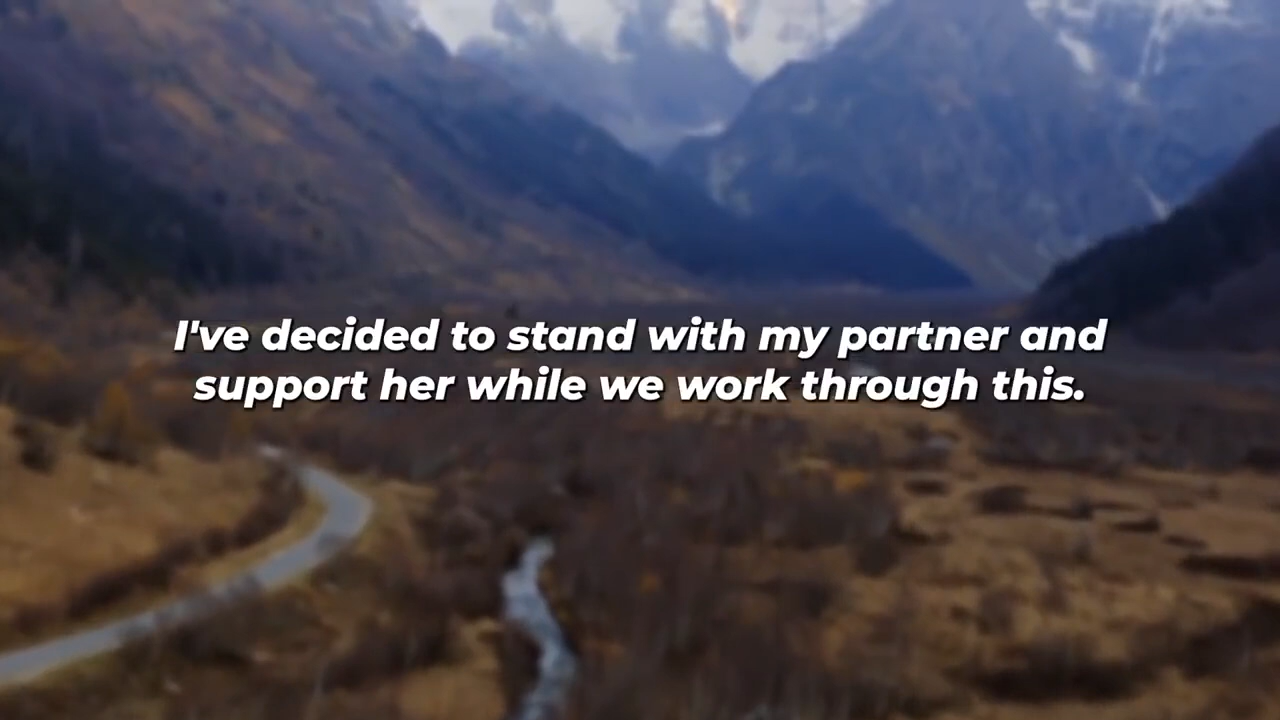 I've decided to stand with my partner and
support her while we work through this.